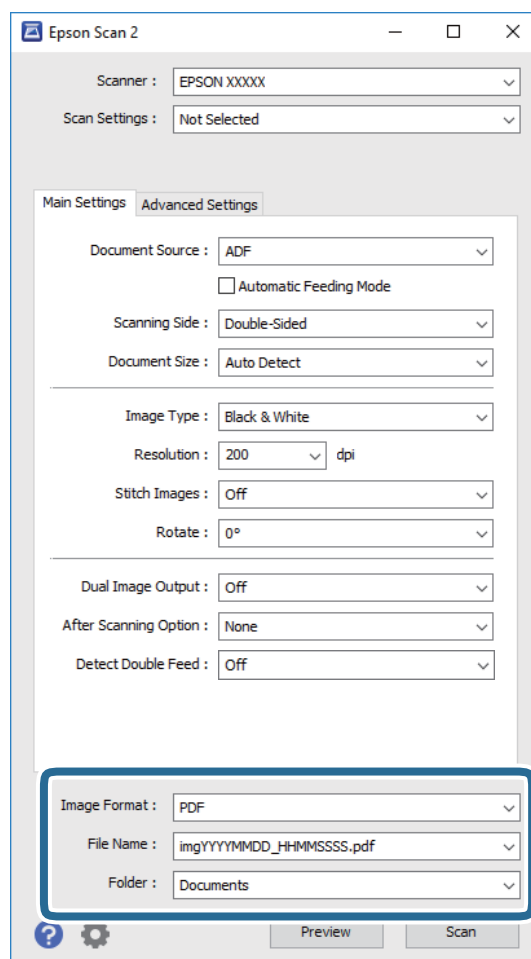 Epson Scan 2
Scanner : EPSON XXXXX
Scan Settings : Not Selected
Main Settings Advanced Settings
Document Source : ADF
Automatic Feeding Mode
Scanning Side : Double-Sided
Document Size : Auto Detect
Image Type : Black & White
Resolution : 200 dpi
Stitch Images : Off
Rotate : 0°
Dual Image Output : Off
After Scanning Option : None
Detect Double Feed : Off
Image Format : PDF
File Name : imgYYYYMMDD_HHMMSSSS.pdf
Folder : Documents
? Preview Scan